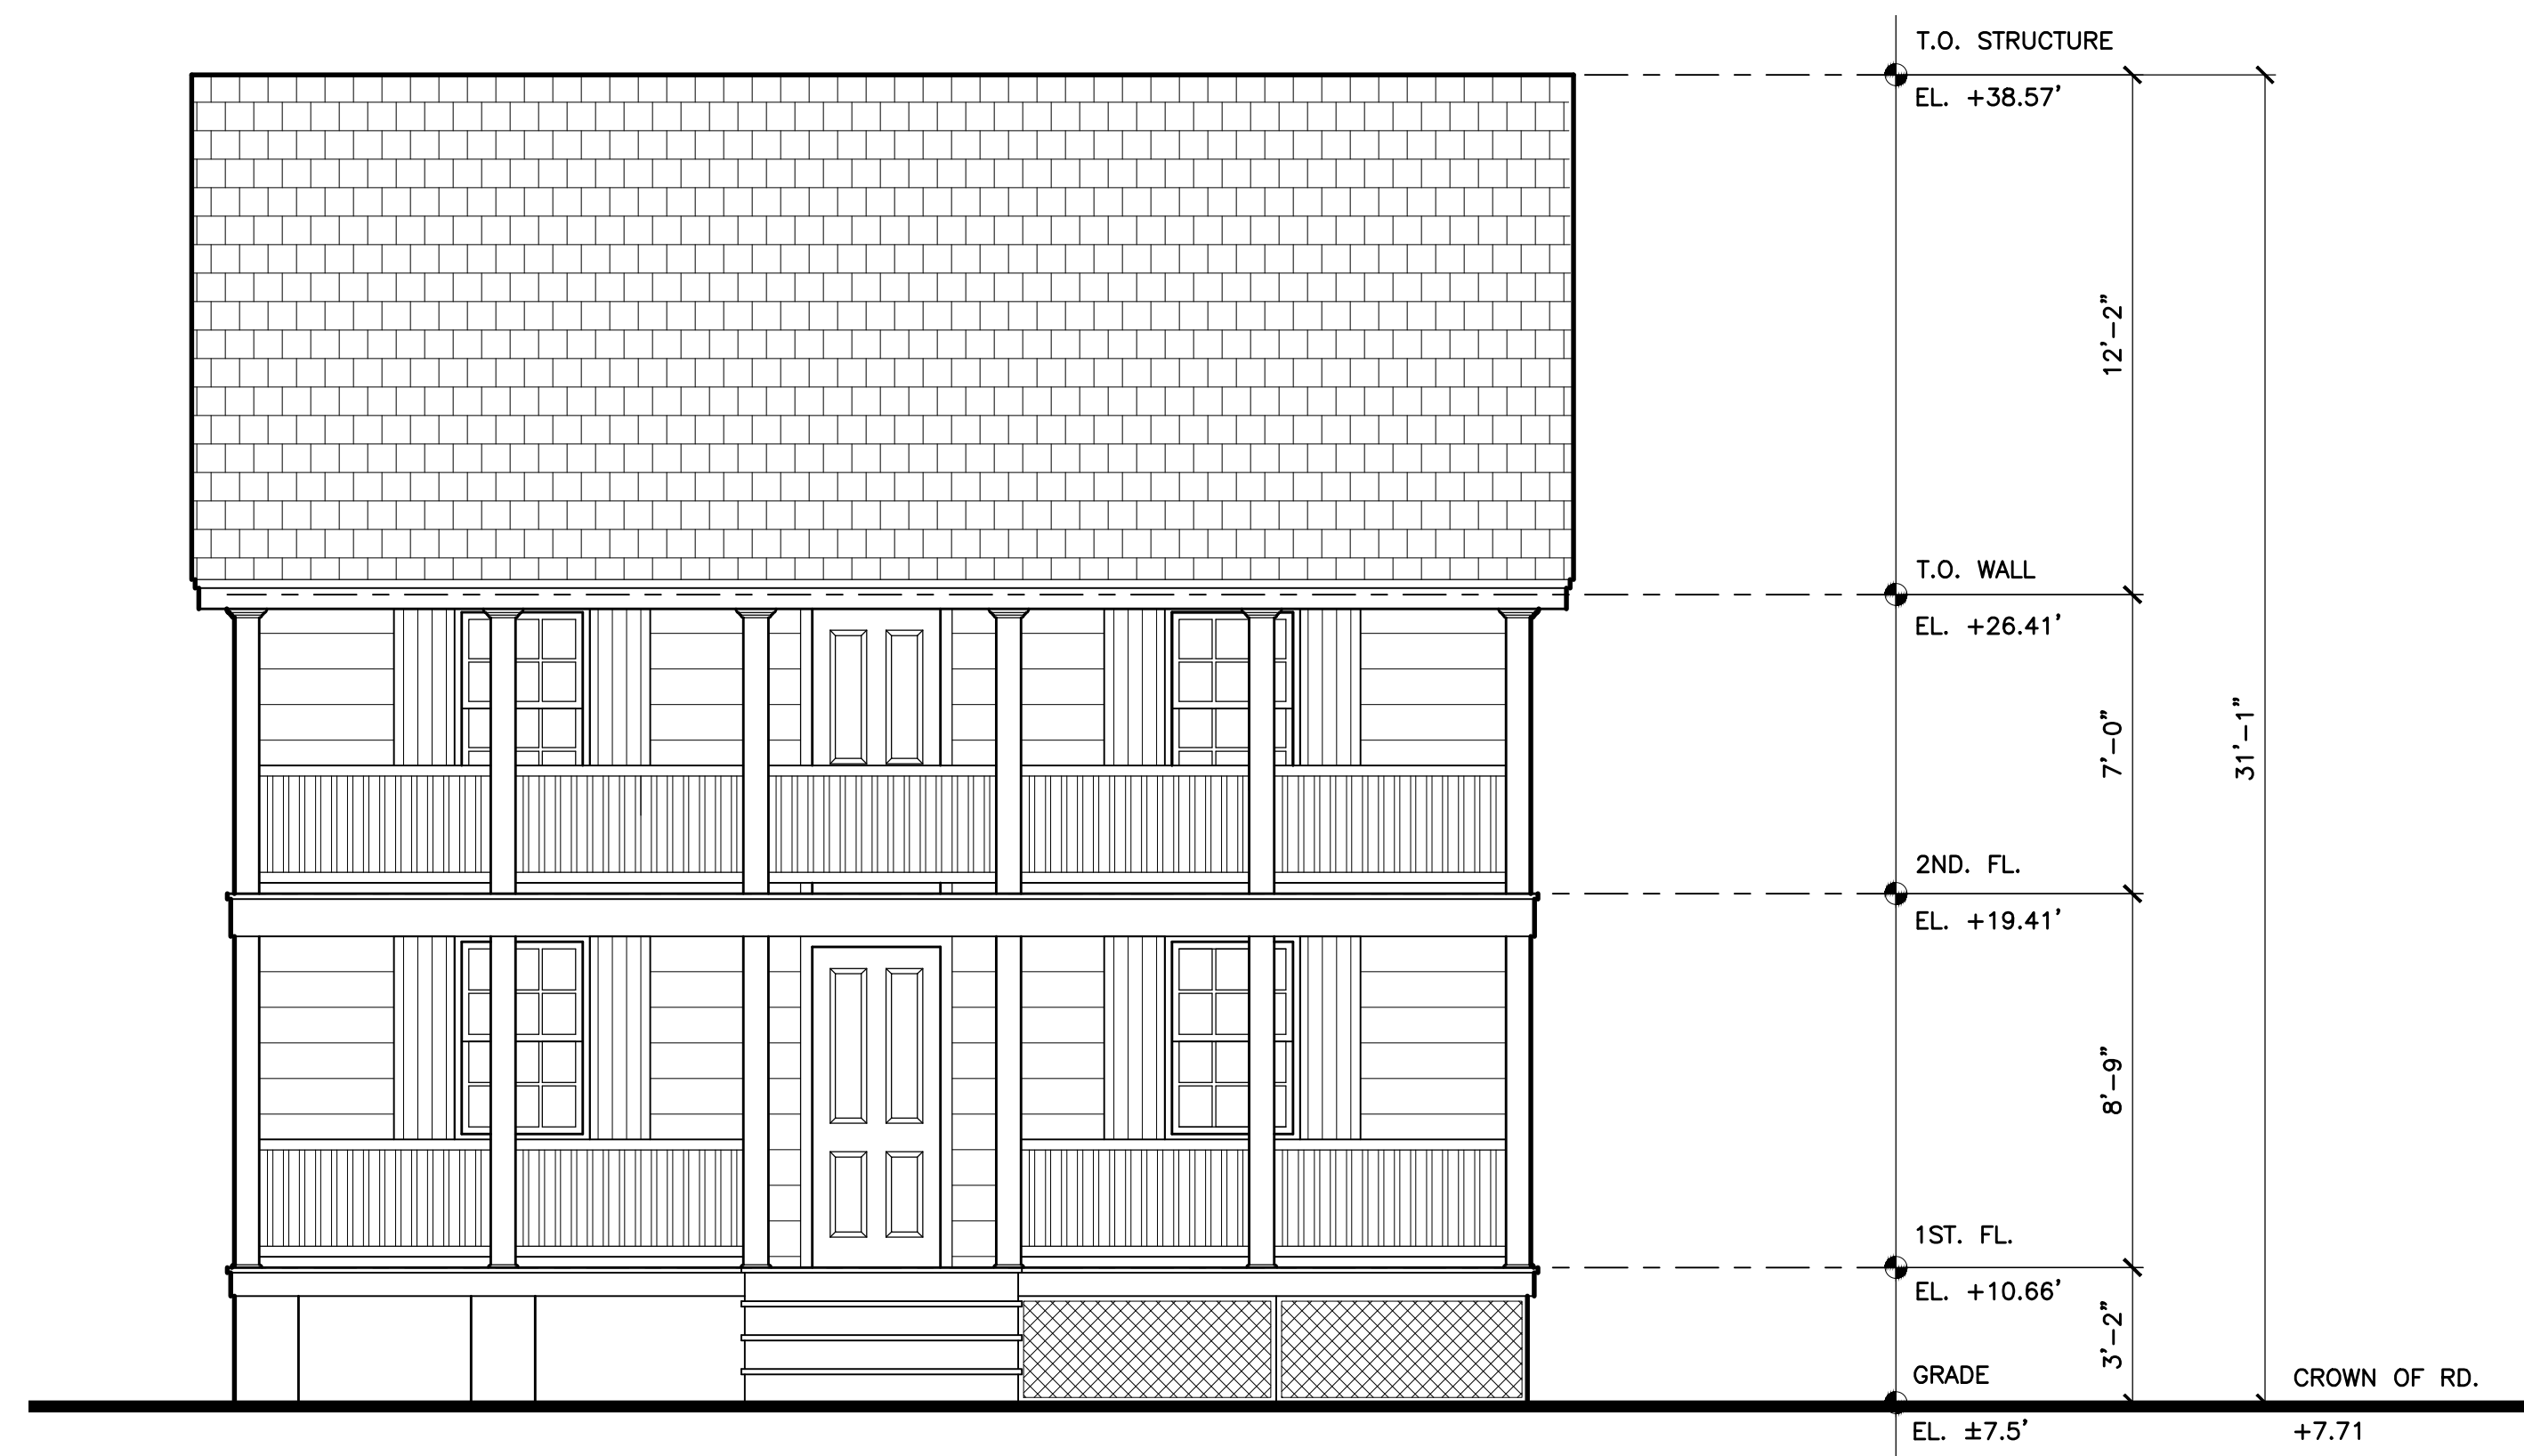 T.O. STRUCTURE
EL. +38.57'
12'-2"
T.O. WALL
EL. +26.41'
7'-0"
31'-1"
2ND. FL.
EL. +19.41'
8'-9"
1ST. FL.
EL. +10.66'
3'-2"
GRADE
CROWN OF RD.
EL. ±7.5'
+7.71